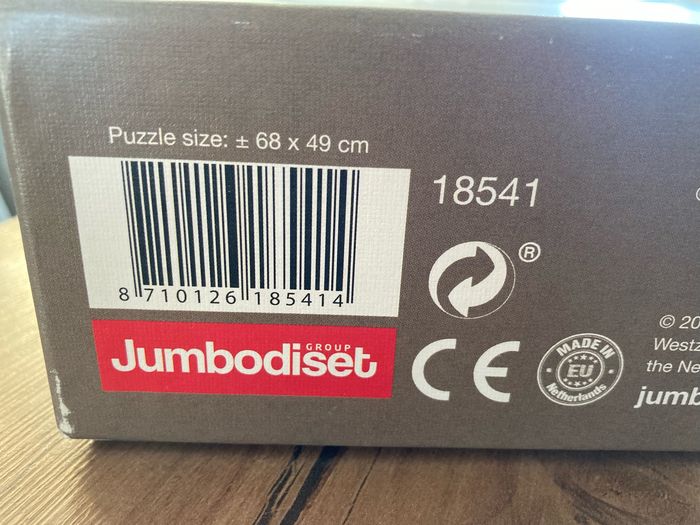 Puzzle size: ± 68 x 49 cm
18541
8 710126 185414
GROUP
Jumbodiset
®
CE
MADE IN
EU
Netherlands
© 20
Westz
the Ne
jumb